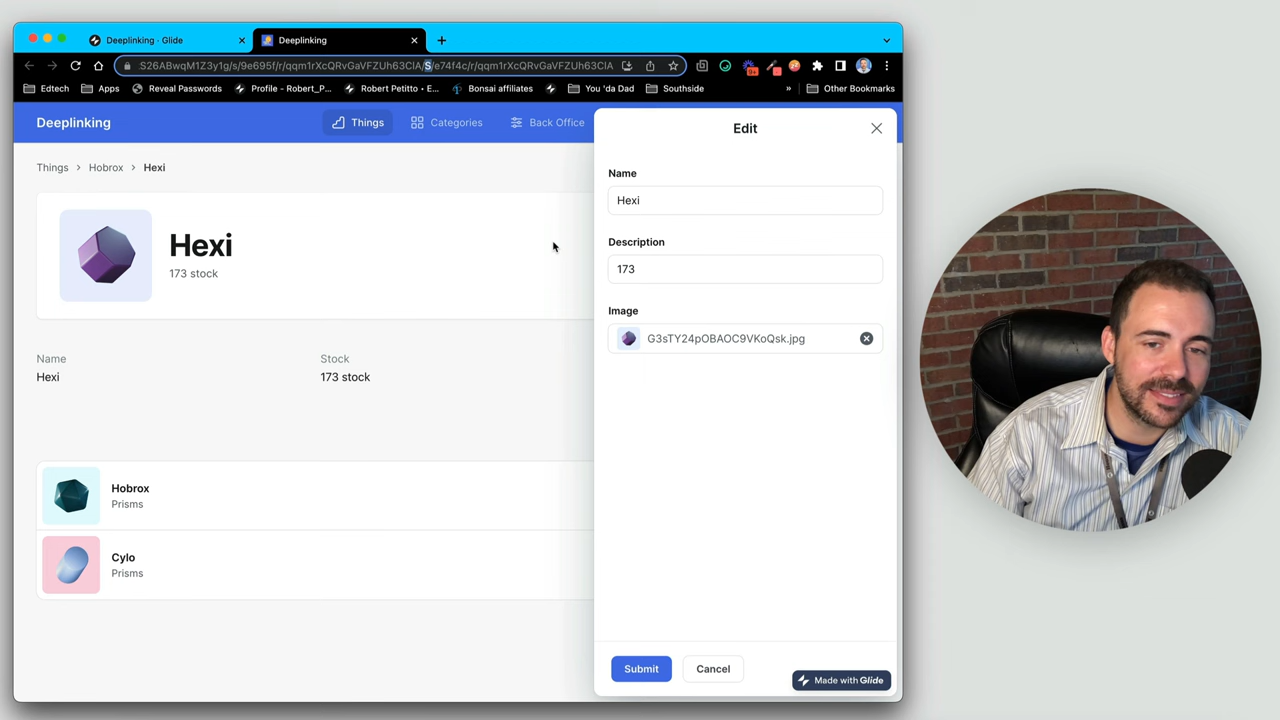 Deeplinking · Glide
Deeplinking
S26ABwqM1Z3y1g/s/9e695f/r/qqm1rXcQRvGaVFZUh63CIA/S/e74f4c/r/qqm1rXcQRvGaVFZUh63CIA
Edtech
Apps
Reveal Passwords
Profile - Robert_P...
Robert Petitto • E...
Bonsai affiliates
You 'da Dad
Southside
»
Other Bookmarks
Deeplinking
Things
Categories
Back Office
Things > Hobrox > Hexi
Hexi
173 stock
Name
Hexi
Stock
173 stock
Hobrox
Prisms
Cylo
Prisms
Edit
Name
Hexi
Description
173
Image
G3sTY24pOBAOC9VKoQsk.jpg
Submit
Cancel
Made with Glide